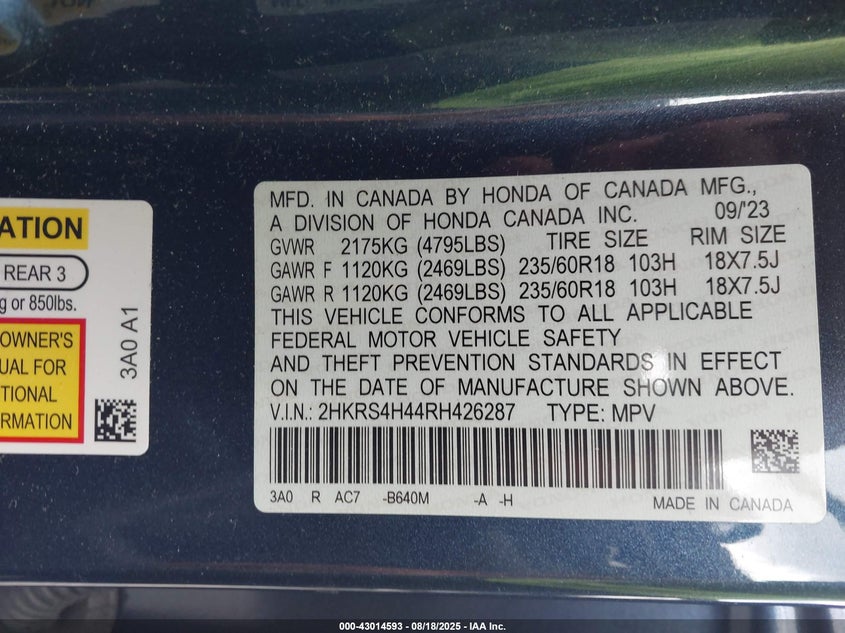 ATION
REAR 3
g or 850lbs.
OWNER'S
UAL FOR
TIONAL
RMATION
3A0 A1
MFD. IN CANADA BY HONDA OF CANADA MFG.,
A DIVISION OF HONDA CANADA INC. 09/'23
GVWR 2175KG (4795LBS) TIRE SIZE RIM SIZE
GAWR F 1120KG (2469LBS) 235/60R18 103H 18X7.5J
GAWR R 1120KG (2469LBS) 235/60R18 103H 18X7.5J
THIS VEHICLE CONFORMS TO ALL APPLICABLE
FEDERAL MOTOR VEHICLE SAFETY
AND THEFT PREVENTION STANDARDS IN EFFECT
ON THE DATE OF MANUFACTURE SHOWN ABOVE.
V.I.N.: 2HKRS4H44RH426287 TYPE: MPV
3A0 R AC7 -B640M -A -H
MADE IN CANADA
000-43014593 - 08/18/2025 - IAA Inc.